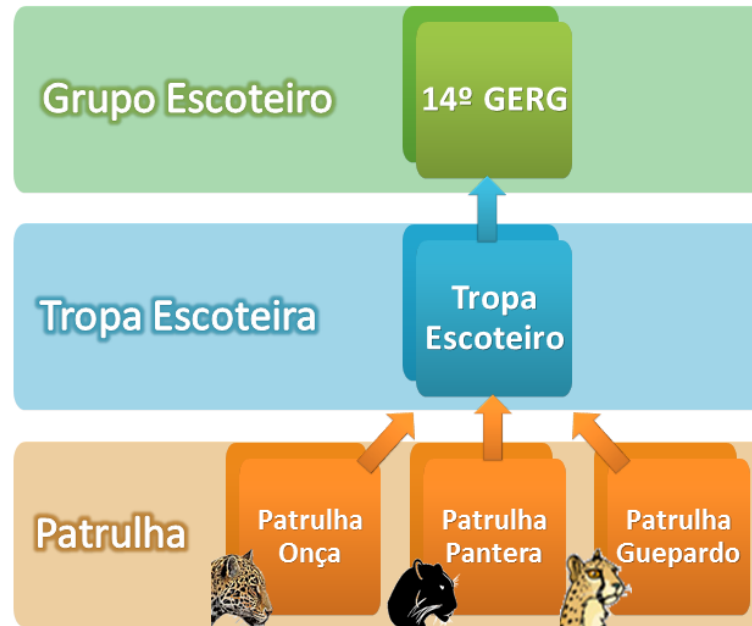 Grupo Escoteiro
14º GERG
Tropa Escoteira
Tropa
Escoteiro
Patrulha
Patrulha
Onça
Patrulha
Pantera
Patrulha
Guepardo